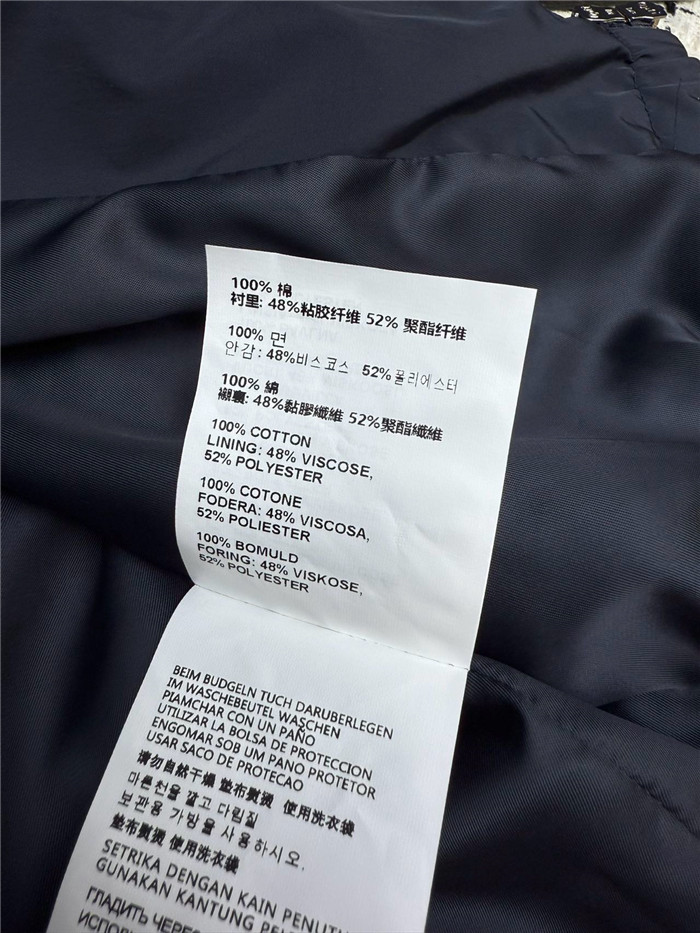 100% 棉
衬里: 48%粘胶纤维 52% 聚酯纤维
100% 면
안감: 48%비스코스 52%폴리에스터
100% 綿
襯裏: 48%黏膠纖維 52%聚酯纖維
100% COTTON
LINING: 48% VISCOSE,
52% POLYESTER
100% COTONE
FODERA: 48% VISCOSA,
52% POLIESTER
100% BOMULD
FORING: 48% VISKOSE,
52% POLYESTER
BEIM BUDGELN TUCH DARUBERLEGEN
IM WASCHEBEUTEL WASCHEN
PIAMCHAR CON UN PAÑO
UTILIZAR LA BOLSA DE PROTECCION
ENGOMAR SOB UM PANO PROTETOR
USAR SACO DE PROTECAO
请勿自然干燥 垫布熨烫 使用洗衣袋
마른천을 깔고 다림질
보관용 가방을 사용하시오.
垫布熨烫 使用洗衣袋
SETRIKA DENGAN KAIN PENUTU
GUNAKAN KANTUNG PE
ГЛАДИТЬ ЧЕРЕ
ИСПО